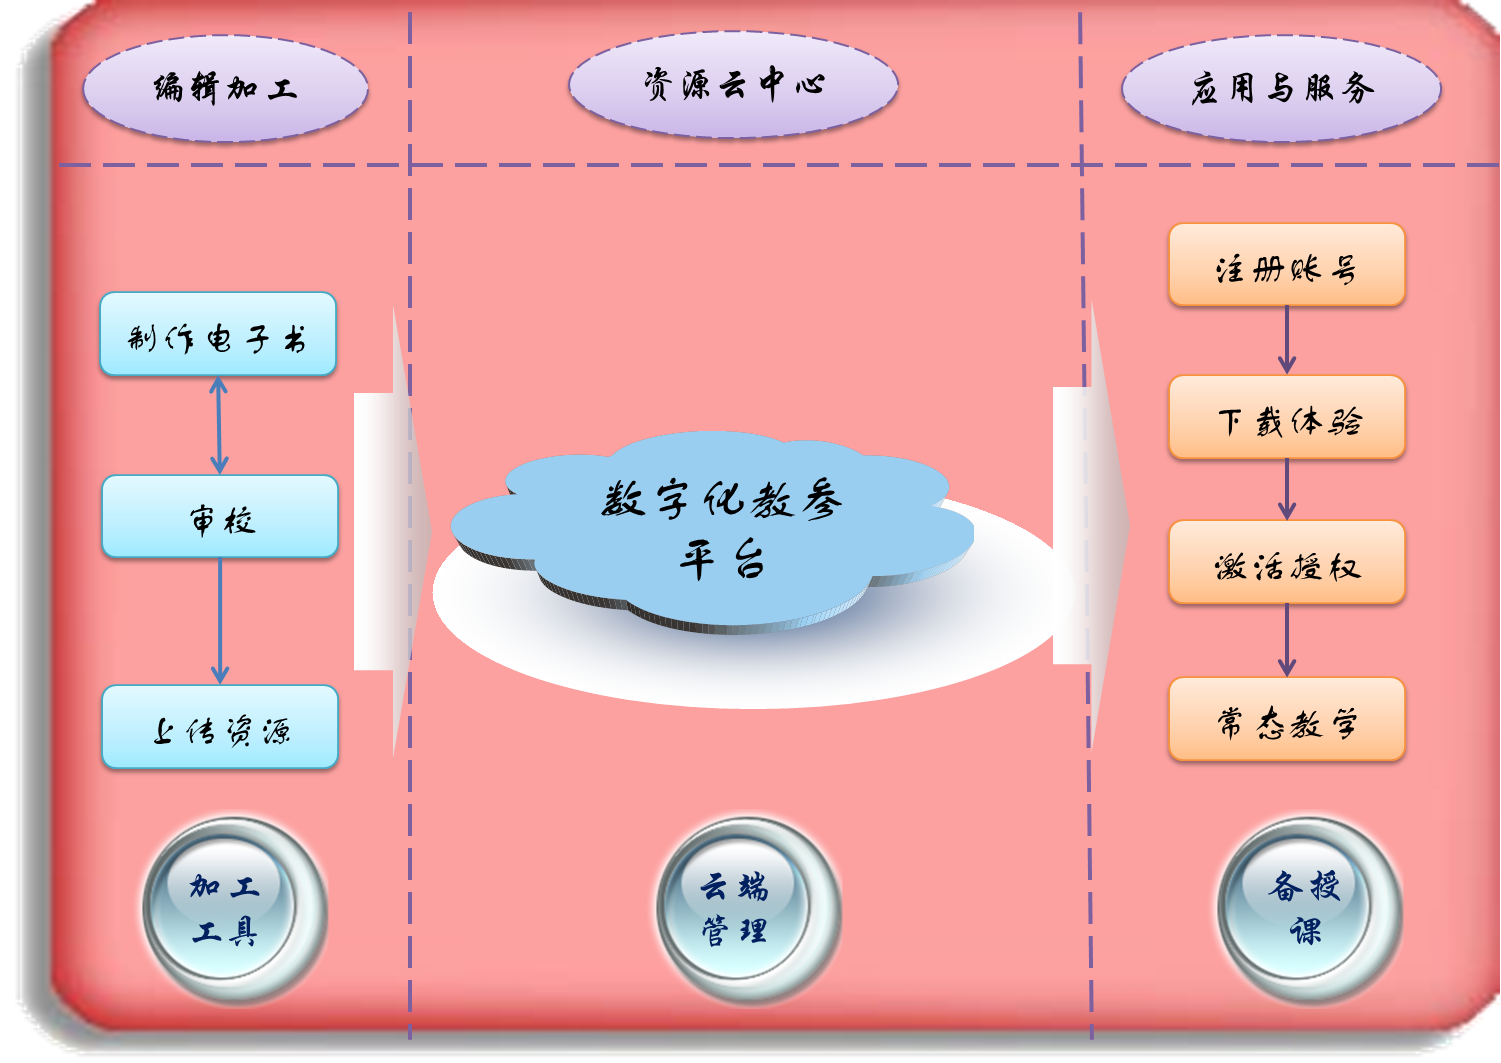 编辑加工
资源云中心
应用与服务
制作电子书
审校
上传资源
数字化教参
平台
注册账号
下载体验
激活授权
常态教学
加工
工具
云端
管理
备授
课